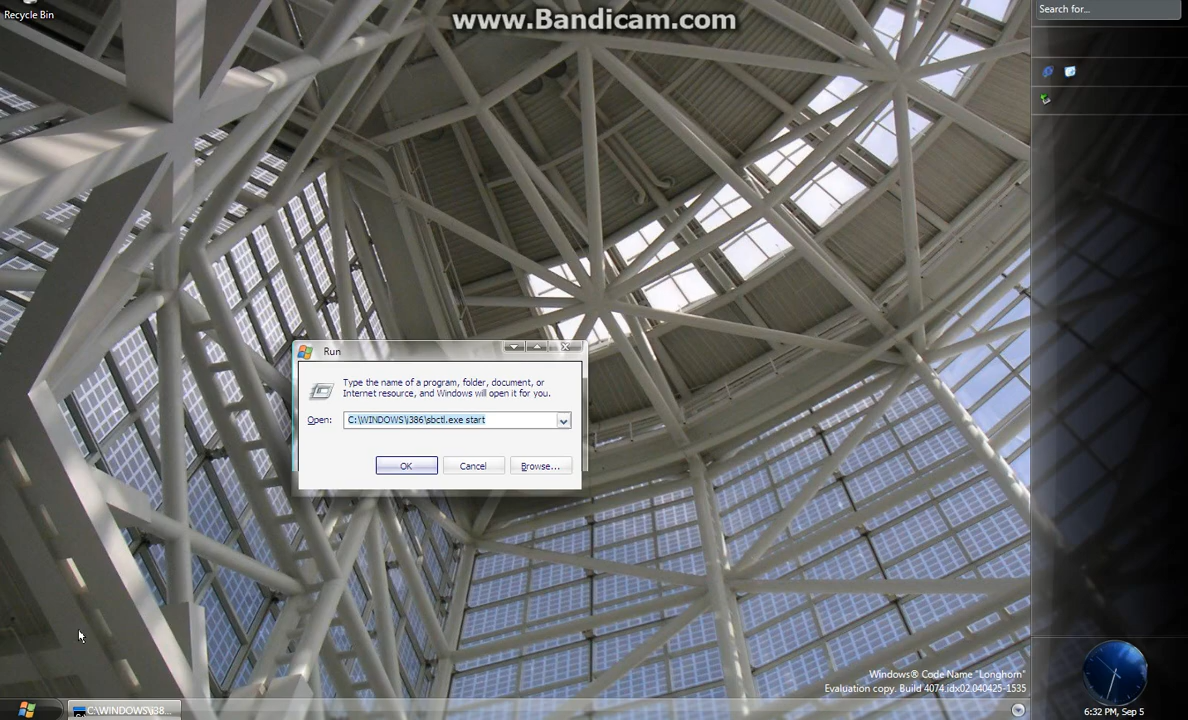 Recycle Bin
www.Bandicam.com
Search for...
Run
Type the name of a program, folder, document, or
Internet resource, and Windows will open it for you.
Open: C:\WINDOWS\i386\sbctl.exe start
OK Cancel Browse...
Windows® Code Name "Longhorn"
Evaluation copy. Build 4074.idx02.040425-1535
C:\WINDOWS\i38...
6:32 PM, Sep 5